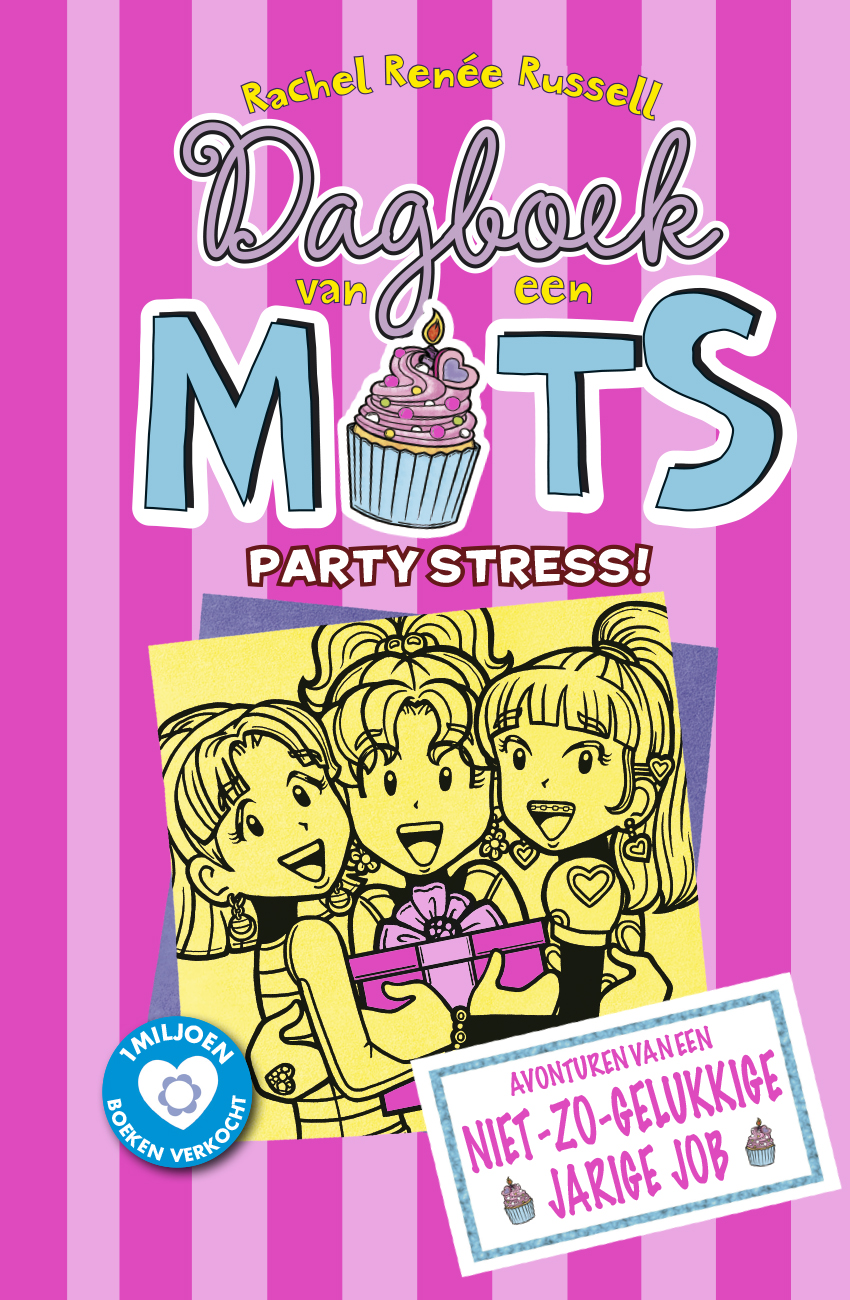 Rachel Renée Russell
Dagboek
van een
MTS
PARTY STRESS!
1 MILJOEN
BOEKEN VERKOCHT
AVONTUREN VAN EEN
NIET-ZO-GELUKKIGE
JARIGE JOB